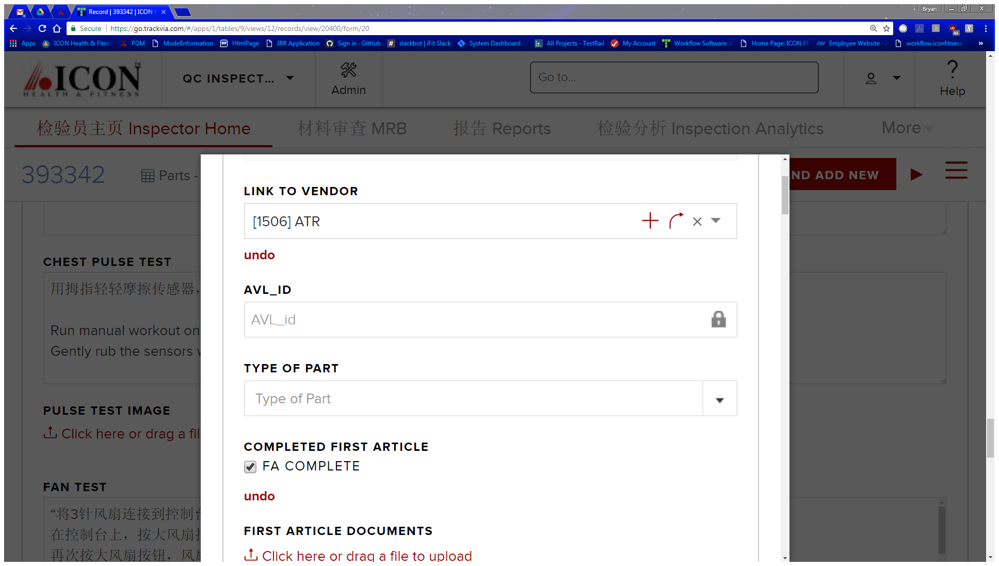 Record | 393342 | ICON H
Bryan
Secure
https://go.trackvia.com/#/apps/1/tables/9/views/12/records/view/20400/form/20
44
Apps
ICON Health & Fitnes
PDM
ModelInformation
HtmlPage
IRR Application
Sign in · GitHub
slackbot | iFit Slack
System Dashboard -
All Projects - TestRail
My Account
Workflow Software: W
Home Page: ICON PR
Employee Website -
workflow.iconfitness.
»
ICON™
HEALTH & FITNESS
QC INSPECT...
Admin
Go to...
?
Help
检验员主页 Inspector Home
材料审查 MRB
报告 Reports
检验分析 Inspection Analytics
More
393342
Parts -
ND ADD NEW
LINK TO VENDOR
[1506] ATR
undo
AVL_ID
AVL_id
TYPE OF PART
Type of Part
COMPLETED FIRST ARTICLE
FA COMPLETE
undo
FIRST ARTICLE DOCUMENTS
Click here or drag a file to upload
CHEST PULSE TEST
用拇指轻轻摩擦传感器，
Run manual workout on
Gently rub the sensors w
PULSE TEST IMAGE
Click here or drag a fil
FAN TEST
“将3针风扇连接到控制台
在控制台上，按大风扇按
再次按大风扇按钮，风扇